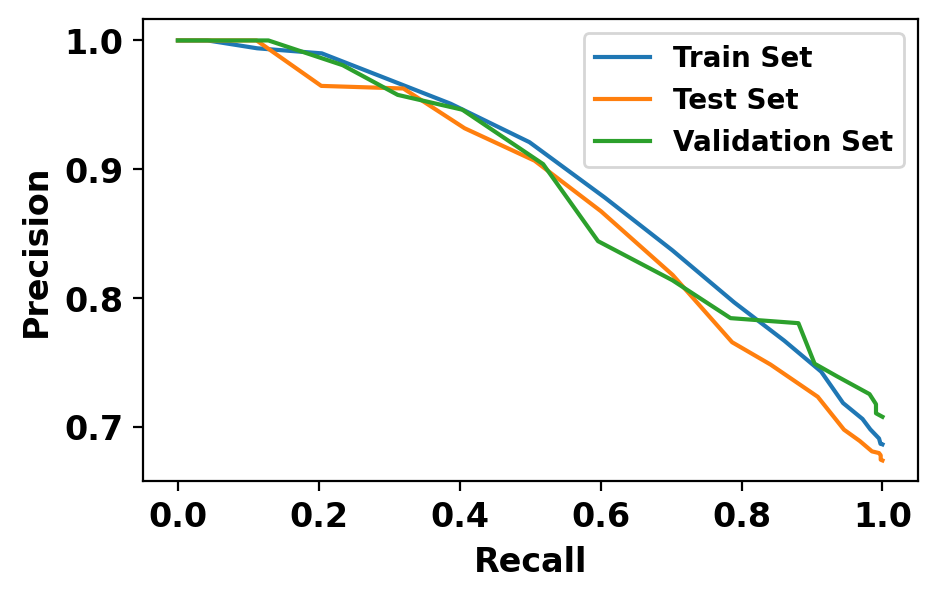 1.0
0.9
0.8
0.7
Precision
Train Set
Test Set
Validation Set
0.0 0.2 0.4 0.6 0.8 1.0
Recall